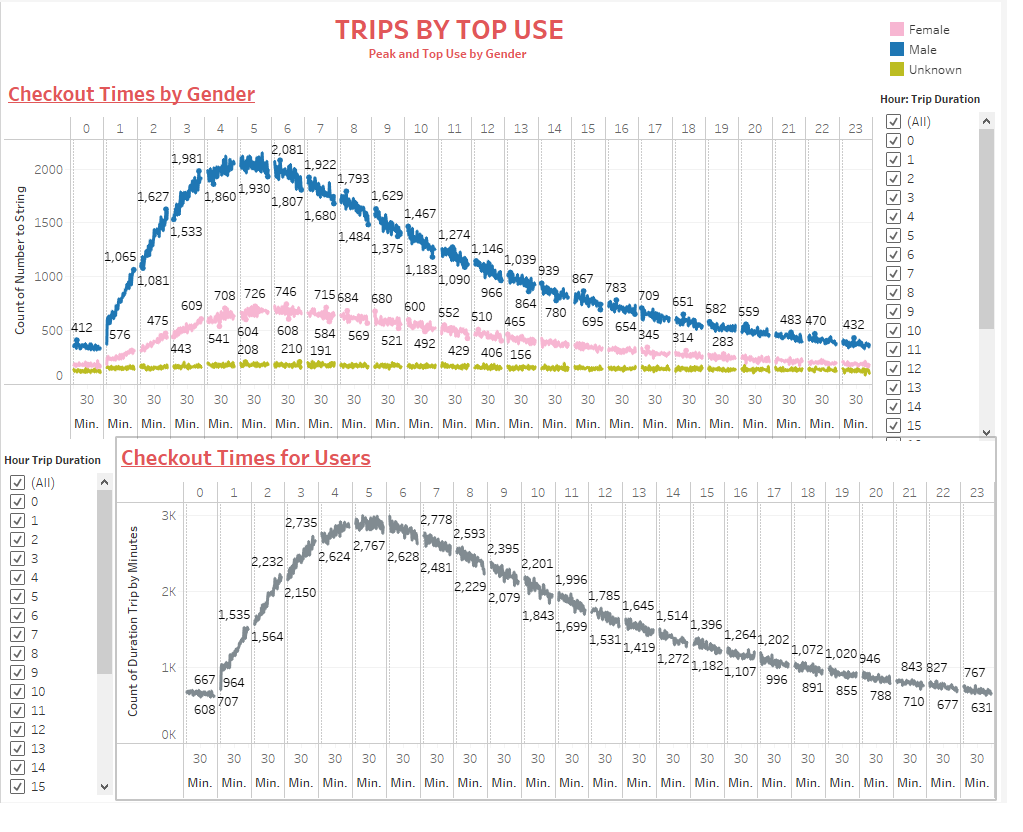 TRIPS BY TOP USE
Peak and Top Use by Gender
Female
Male
Unknown
Checkout Times by Gender
Hour: Trip Duration
(All)
0
1
2
3
4
5
6
7
8
9
10
11
12
13
14
15
0 1 2 3 4 5 6 7 8 9 10 11 12 13 14 15 16 17 18 19 20 21 22 23
Count of Number to String
2000
1500
1000
500
0
412 1,065 1,627 1,981 2,081 1,922 1,793 1,629 1,467 1,274 1,146 1,039 939 867 783 709 651 582 559 483 470 432
1,081 1,533 1,860 1,930 1,807 1,680 1,484 1,375 1,183 1,090 966 864 780 695 654
576 475 609 708 726 746 715 684 680 600 552 510 465 345 314 283
443 541 604 608 584 569 521 492 429 406 156
208 210 191
30 30 30 30 30 30 30 30 30 30 30 30 30 30 30 30 30 30 30 30 30 30 30 30
Min. Min. Min. Min. Min. Min. Min. Min. Min. Min. Min. Min. Min. Min. Min. Min. Min. Min. Min. Min. Min. Min. Min. Min.
Hour Trip Duration
(All)
0
1
2
3
4
5
6
7
8
9
10
11
12
13
14
15
Checkout Times for Users
0 1 2 3 4 5 6 7 8 9 10 11 12 13 14 15 16 17 18 19 20 21 22 23
Count of Duration Trip by Minutes
3K
2K
1K
0K
667 1,535 2,232 2,735 2,778 2,593 2,395 2,201 1,996 1,785 1,645 1,514 1,396 1,264 1,202 1,072 1,020 946 843 827 767
608 707 964 1,564 2,150 2,624 2,767 2,628 2,481 2,229 2,079 1,843 1,699 1,531 1,419 1,272 1,182 1,107 996 891 855 788 710 677 631
30 30 30 30 30 30 30 30 30 30 30 30 30 30 30 30 30 30 30 30 30 30 30 30
Min. Min. Min. Min. Min. Min. Min. Min. Min. Min. Min. Min. Min. Min. Min. Min. Min. Min. Min. Min. Min. Min. Min. Min.